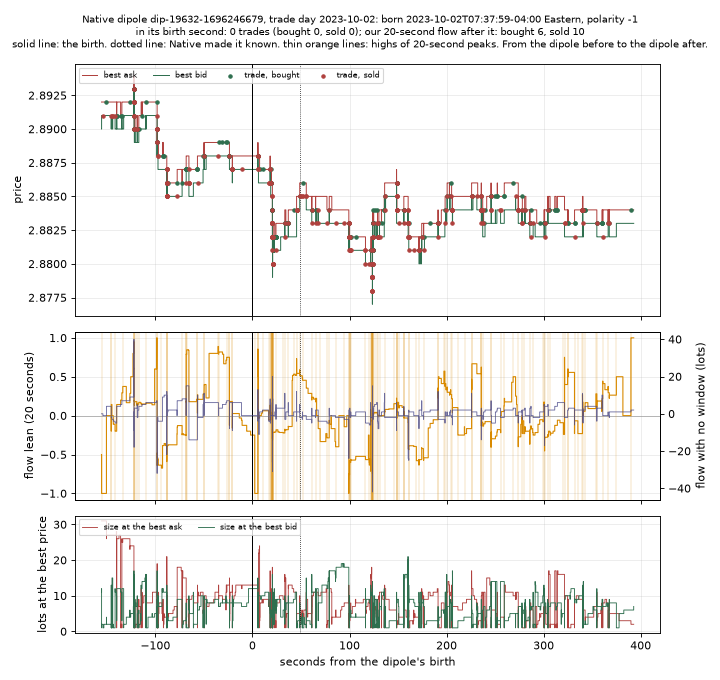 Native dipole dip-19632-1696246679, trade day 2023-10-02: born 2023-10-02T07:37:59-04:00 Eastern, polarity -1
in its birth second: 0 trades (bought 0, sold 0); our 20-second flow after it: bought 6, sold 10
solid line: the birth. dotted line: Native made it known. thin orange lines: highs of 20-second peaks. From the dipole before to the dipole after.
best ask
best bid
trade, bought
trade, sold
2.8925
2.8900
2.8875
2.8850
2.8825
2.8800
2.8775
price
1.0
0.5
0.0
−0.5
−1.0
flow lean (20 seconds)
40
20
0
−20
−40
flow with no window (lots)
size at the best ask
size at the best bid
30
20
10
0
lots at the best price
−100
0
100
200
300
400
seconds from the dipole's birth